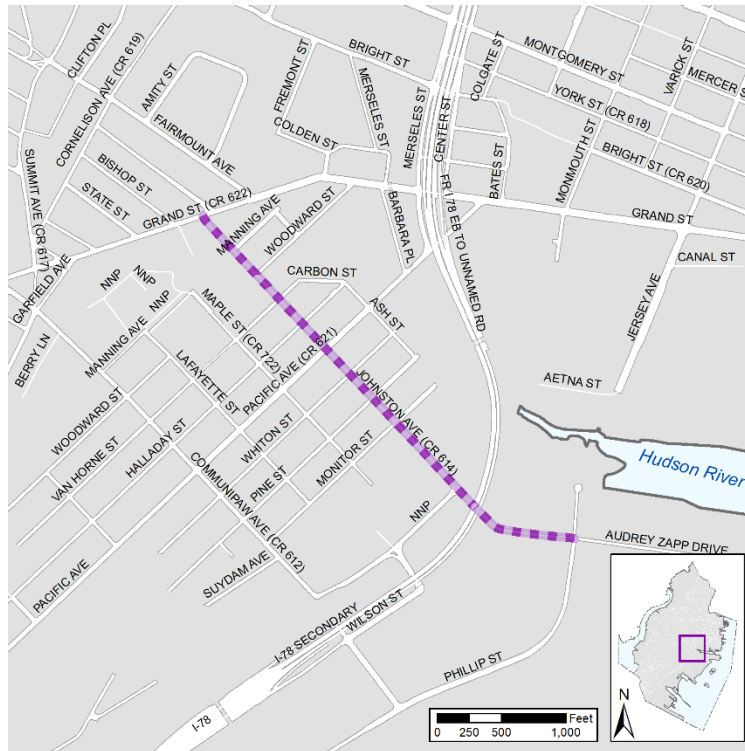 CLIFTON PL
CORNELISON AVE (CR 619)
AMITY ST
FREMONT ST
BRIGHT ST
MERSELES ST
COLGATE ST
MONTGOMERY ST
VARICK ST
MERCER S
YORK ST (CR 618)
FAIRMOUNT AVE
COLDEN ST
MERSELES ST
CENTER ST
MONMOUTH ST
BRIGHT ST (CR 620)
SUMMIT AVE (CR 617)
BISHOP ST
STATE ST
GRAND ST (CR 622)
MANNING AVE
WOODWARD ST
BARBARA PL
BATES ST
FR I 78 EB TO UNNAMED RD
GRAND ST
GARFIELD AVE
BERRY LN
NNP
NNP
NNP
CARBON ST
CANAL ST
JERSEY AVE
MANNING AVE
MAPLE ST (CR 722)
ASH ST
LAFAYETTE ST
PACIFIC AVE (CR 621)
JOHNSTON AVE (CR 614)
AETNA ST
WOODWARD ST
VAN HORNE ST
HALLADAY ST
WHITON ST
PINE ST
MONITOR ST
Hudson River
COMMUNIPAW AVE (CR 612)
NNP
AUDREY ZAPP DRIVE
PACIFIC AVE
SUYDAM AVE
I-78 SECONDARY
WILSON ST
PHILLIP ST
I-78
N
Feet
0 250 500 1,000